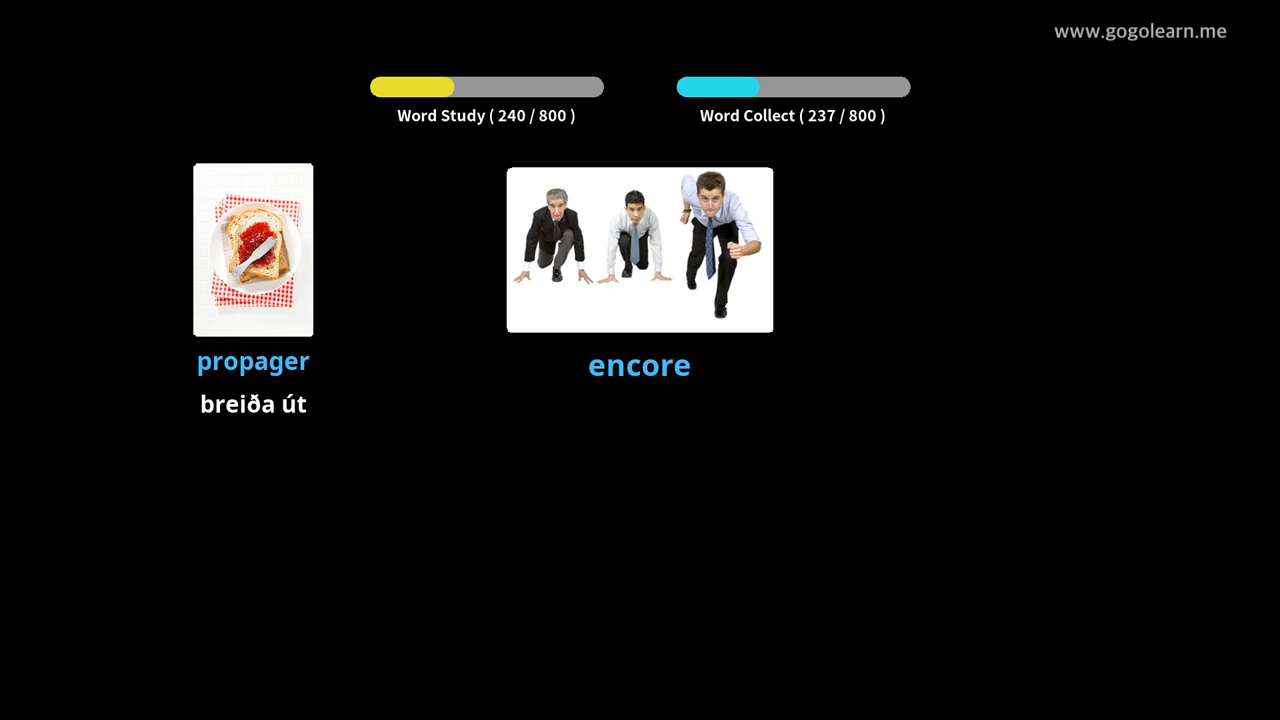 www.gogolearn.me
Word Study ( 240 / 800 )
Word Collect ( 237 / 800 )
propager
breiða út
encore